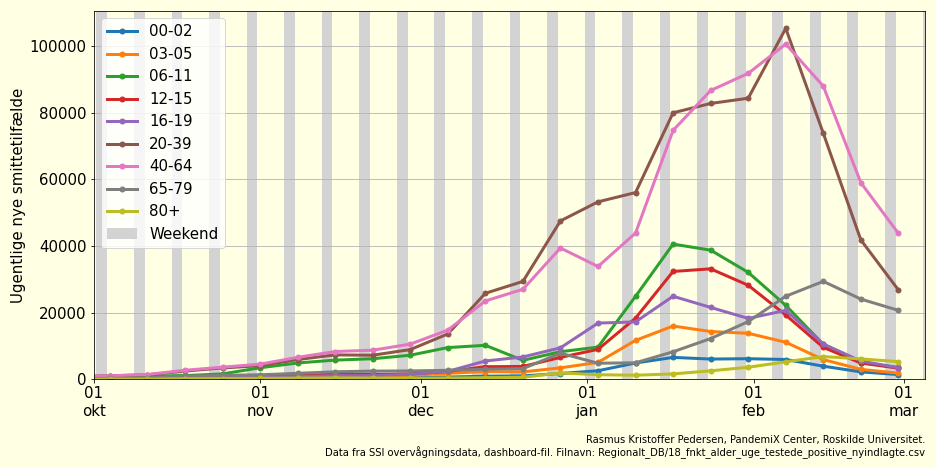 Ugentlige nye smittetilfælde
100000
80000
60000
40000
20000
0
00-02
03-05
06-11
12-15
16-19
20-39
40-64
65-79
80+
Weekend
01 01 01 01 01 01
okt nov dec jan feb mar
Rasmus Kristoffer Pedersen, PandemiX Center, Roskilde Universitet.
Data fra SSI overvågningsdata, dashboard-fil. Filnavn: Regionalt_DB/18_fnkt_alder_uge_testede_positive_nyindlagte.csv